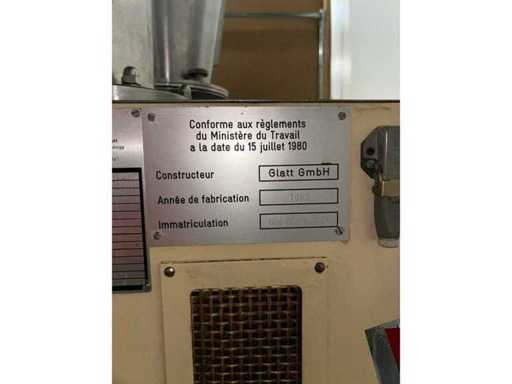 Conforme aux règlements
du Ministère du Travail
a la date du 15 juillet 1980
Constructeur Glatt GmbH
Année de fabrication
Immatriculation